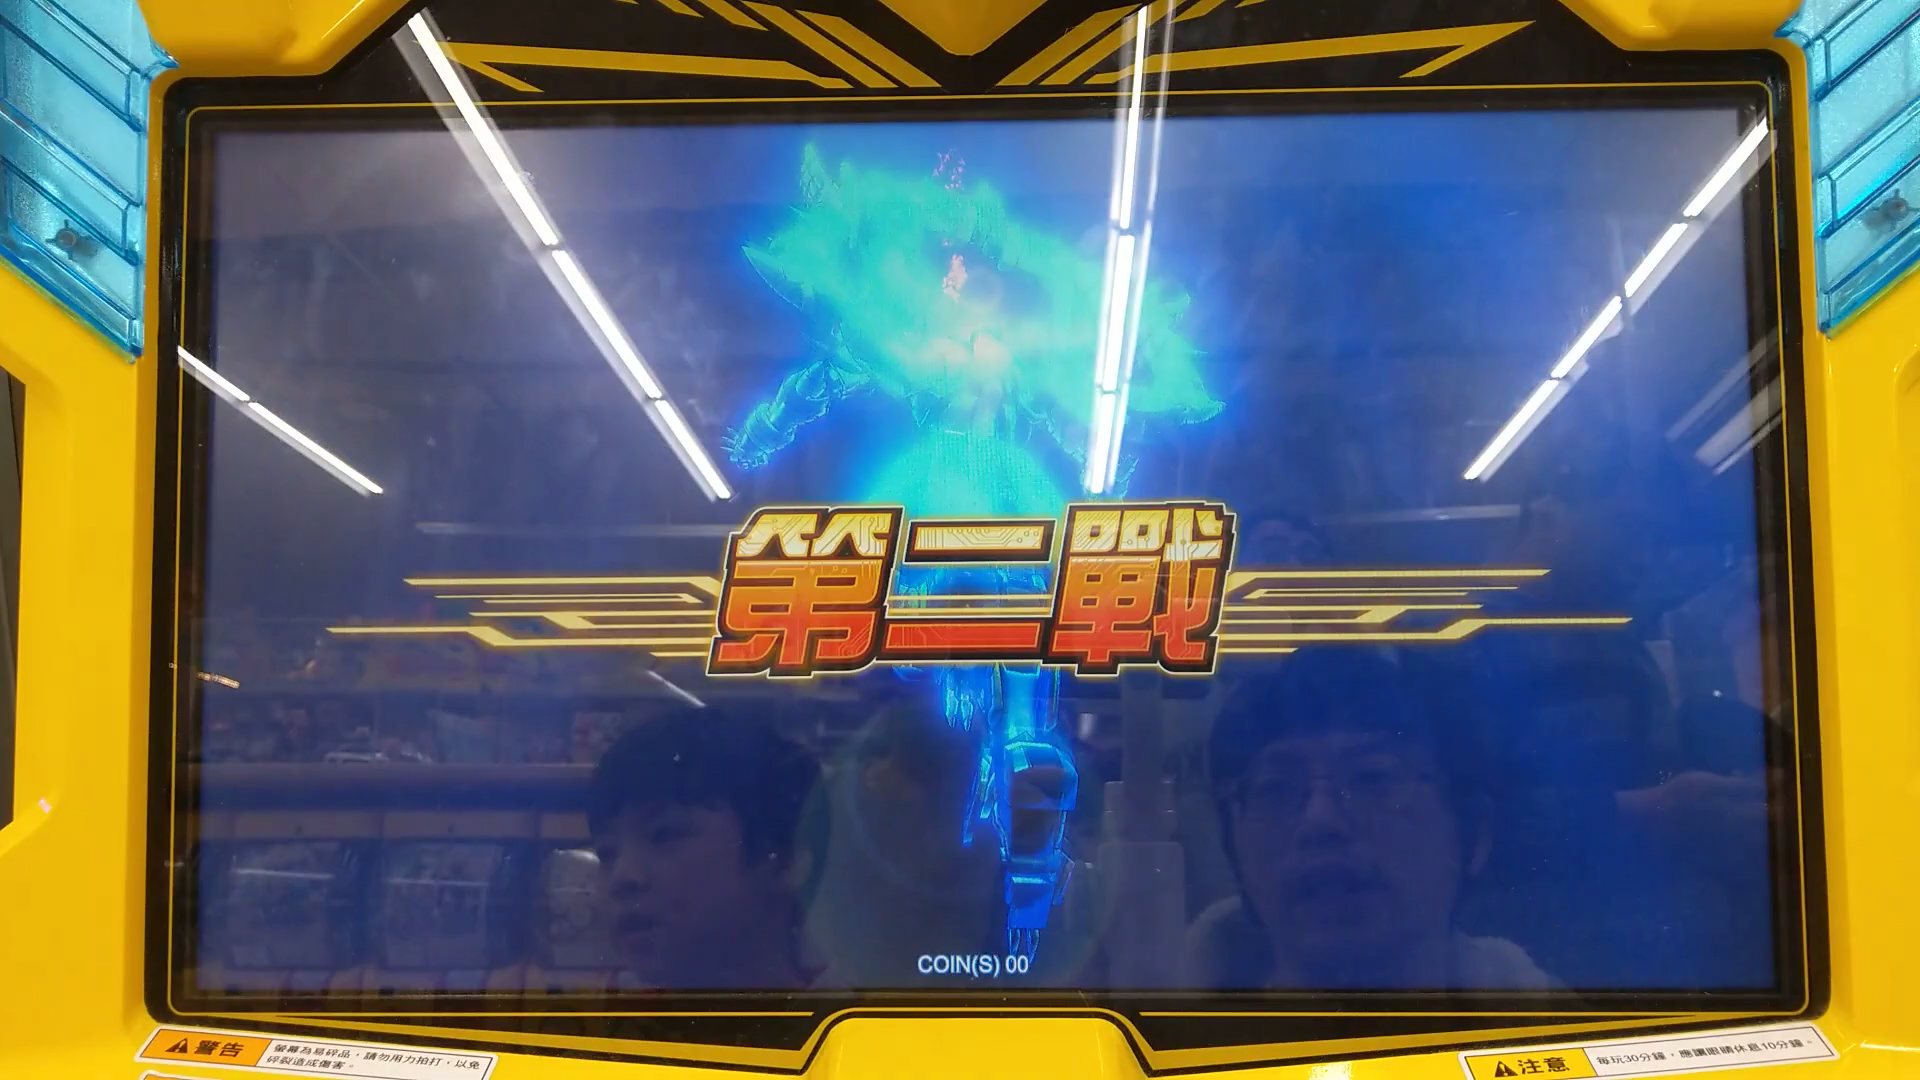 第二戰
COIN(S) 00
警告
螢幕為易碎品，請勿用力拍打，以免
碎裂造成傷害。
注意
每玩30分鐘，應讓眼睛休息10分鐘。